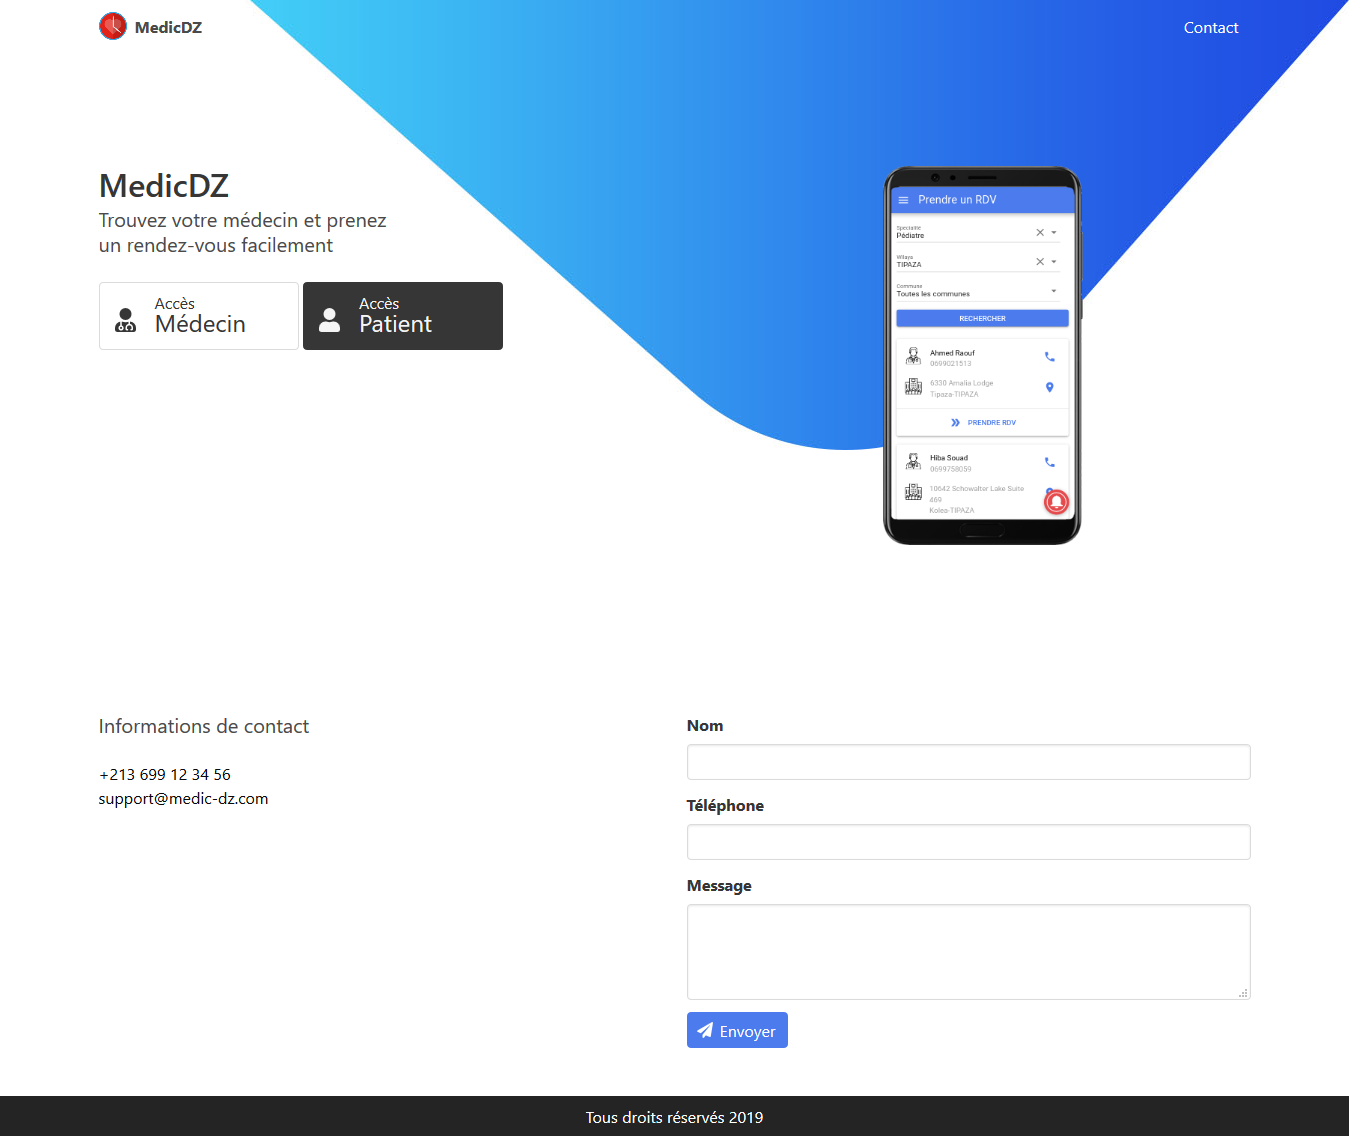 MedicDZ
Contact
MedicDZ
Trouvez votre médecin et prenez
un rendez-vous facilement
Accès
Médecin
Accès
Patient
Prendre un RDV
Specialité
Pédiatre
Wilaya
TIPAZA
Commune
Toutes les communes
RECHERCHER
Ahmed Raouf
0699021513
6330 Amalia Lodge
Tipaza-TIPAZA
PRENDRE RDV
Hiba Souad
0699758059
10642 Schowalter Lake Suite
469
Kolea-TIPAZA
Informations de contact
+213 699 12 34 56
support@medic-dz.com
Nom
Téléphone
Message
Envoyer
Tous droits réservés 2019